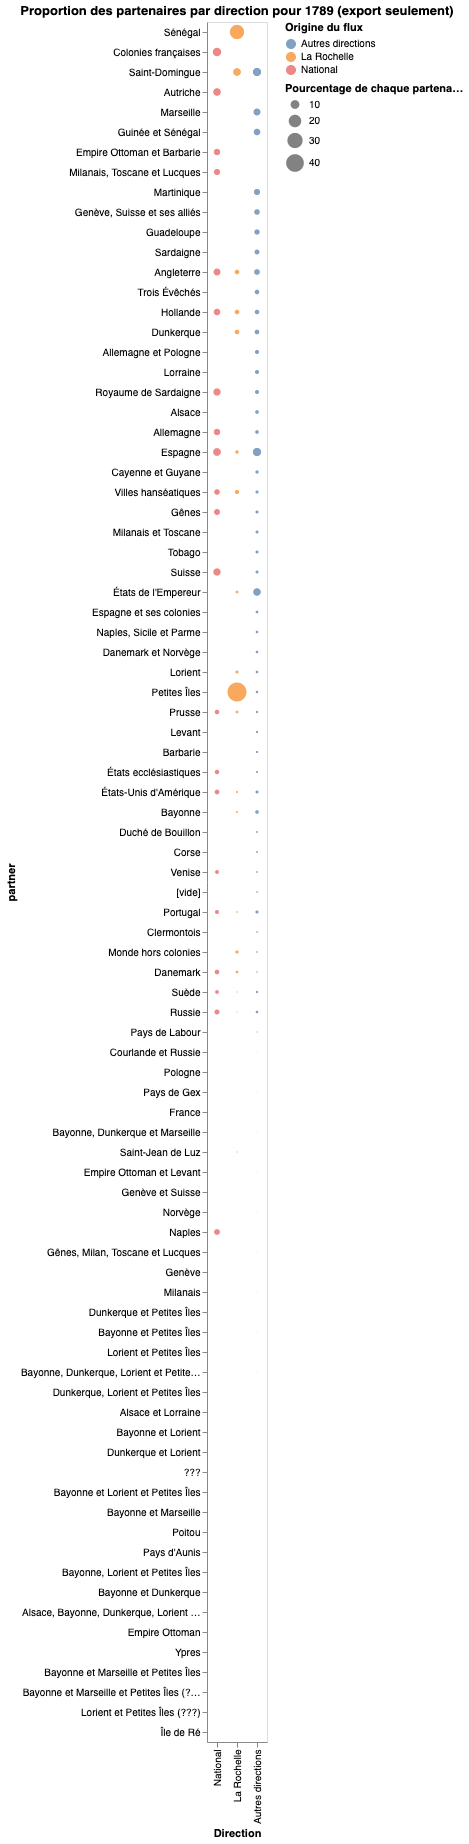 Proportion des partenaires par direction pour 1789 (export seulement)
Origine du flux
Autres directions
La Rochelle
National
Pourcentage de chaque partena…
10
20
30
40
partner
Sénégal
Colonies françaises
Saint-Domingue
Autriche
Marseille
Guinée et Sénégal
Empire Ottoman et Barbarie
Milanais, Toscane et Lucques
Martinique
Genève, Suisse et ses alliés
Guadeloupe
Sardaigne
Angleterre
Trois Évêchés
Hollande
Dunkerque
Allemagne et Pologne
Lorraine
Royaume de Sardaigne
Alsace
Allemagne
Espagne
Cayenne et Guyane
Villes hanséatiques
Gênes
Milanais et Toscane
Tobago
Suisse
États de l'Empereur
Espagne et ses colonies
Naples, Sicile et Parme
Danemark et Norvège
Lorient
Petites Îles
Prusse
Levant
Barbarie
États ecclésiastiques
États-Unis d'Amérique
Bayonne
Duché de Bouillon
Corse
Venise
[vide]
Portugal
Clermontois
Monde hors colonies
Danemark
Suède
Russie
Pays de Labour
Courlande et Russie
Pologne
Pays de Gex
France
Bayonne, Dunkerque et Marseille
Saint-Jean de Luz
Empire Ottoman et Levant
Genève et Suisse
Norvège
Naples
Gênes, Milan, Toscane et Lucques
Genève
Milanais
Dunkerque et Petites Îles
Bayonne et Petites Îles
Lorient et Petites Îles
Bayonne, Dunkerque, Lorient et Petite…
Dunkerque, Lorient et Petites Îles
Alsace et Lorraine
Bayonne et Lorient
Dunkerque et Lorient
???
Bayonne et Lorient et Petites Îles
Bayonne et Marseille
Poitou
Pays d'Aunis
Bayonne, Lorient et Petites Îles
Bayonne et Dunkerque
Alsace, Bayonne, Dunkerque, Lorient …
Empire Ottoman
Ypres
Bayonne et Marseille et Petites Îles
Bayonne et Marseille et Petites Îles (?…
Lorient et Petites Îles (???)
Île de Ré
National
La Rochelle
Autres directions
Direction